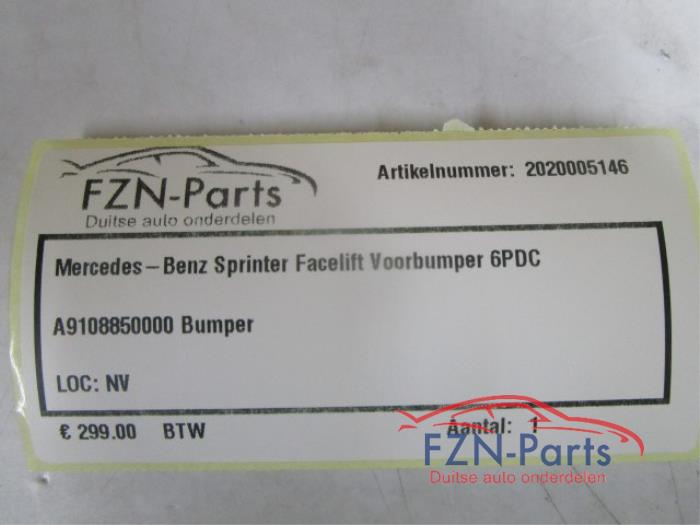 FZN-Parts
Duitse auto onderdelen
Artikelnummer: 2020005146
Mercedes-Benz Sprinter Facelift Voorbumper 6PDC
A9108850000 Bumper
LOC: NV
€ 299.00 BTW
Aantal: 1
FZN-Parts
Duitse auto onderdelen